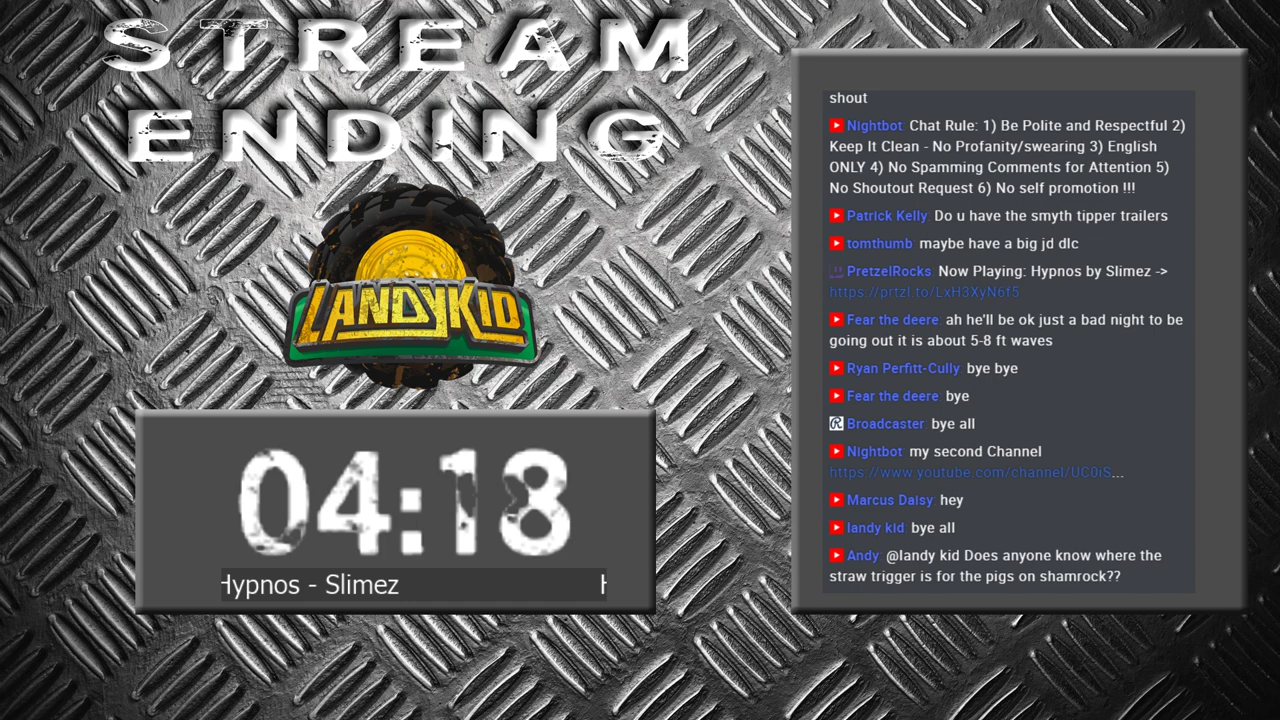 STREAM
ENDING
LANDYKID
04:18
Hypnos - Slimez
shout
Nightbot: Chat Rule: 1) Be Polite and Respectful 2)
Keep It Clean - No Profanity/swearing 3) English
ONLY 4) No Spamming Comments for Attention 5)
No Shoutout Request 6) No self promotion !!!
Patrick Kelly: Do u have the smyth tipper trailers
tomthumb: maybe have a big jd dlc
PretzelRocks: Now Playing: Hypnos by Slimez ->
https://prtzl.to/LxH3XyN6f5
Fear the deere: ah he'll be ok just a bad night to be
going out it is about 5-8 ft waves
Ryan Perfitt-Cully: bye bye
Fear the deere: bye
Broadcaster: bye all
Nightbot: my second Channel
https://www.youtube.com/channel/UC0iS...
Marcus Daisy: hey
landy kid: bye all
Andy: @landy kid Does anyone know where the
straw trigger is for the pigs on shamrock??